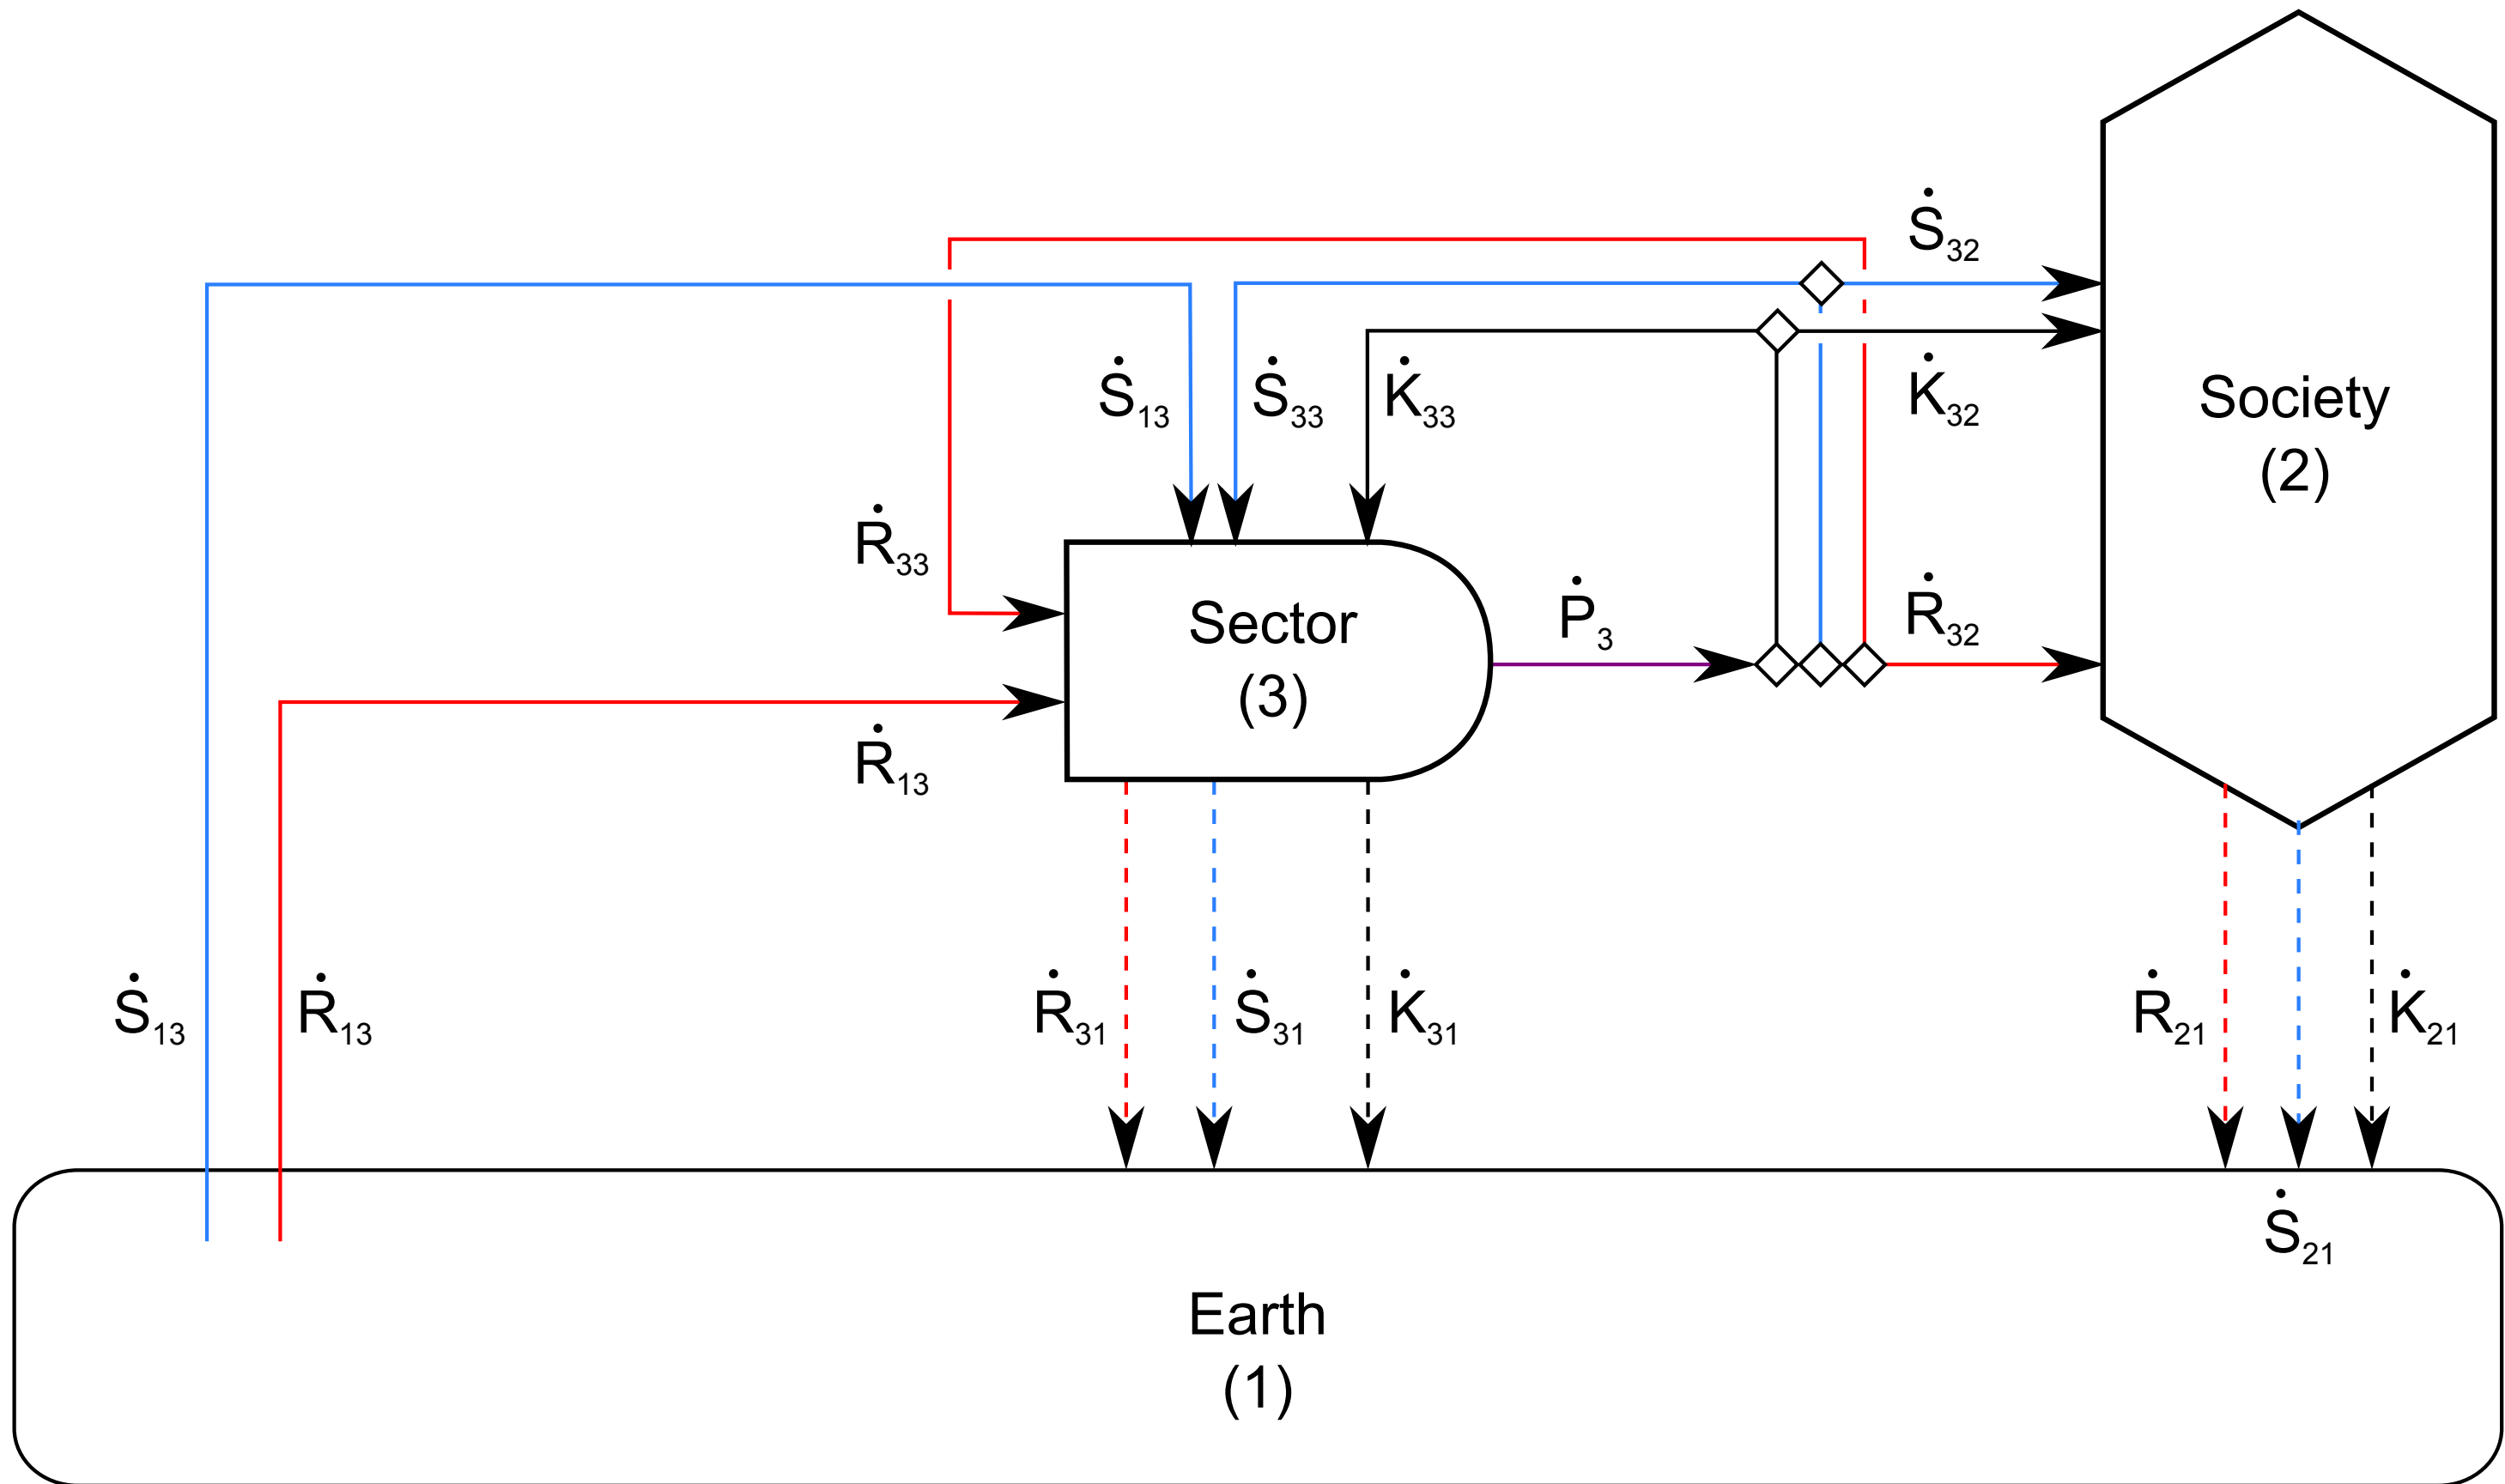 Ṡ32
Ṡ13
Ṡ33
K̇33
K̇32
Society
(2)
Ṙ33
Sector
(3)
Ṗ3
Ṙ32
Ṙ13
Ṡ13
Ṙ13
Ṙ31
Ṡ31
K̇31
Ṙ21
K̇21
Ṡ21
Earth
(1)